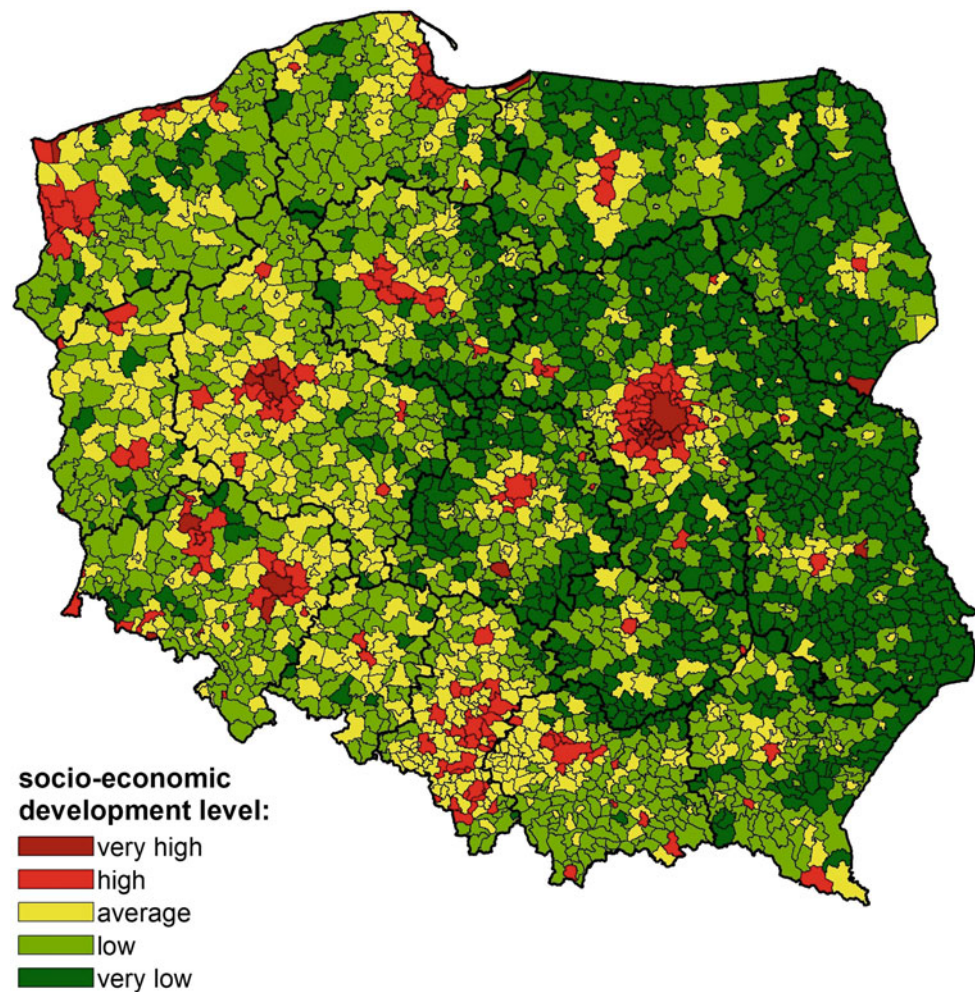 socio-economic
development level:
very high
high
average
low
very low